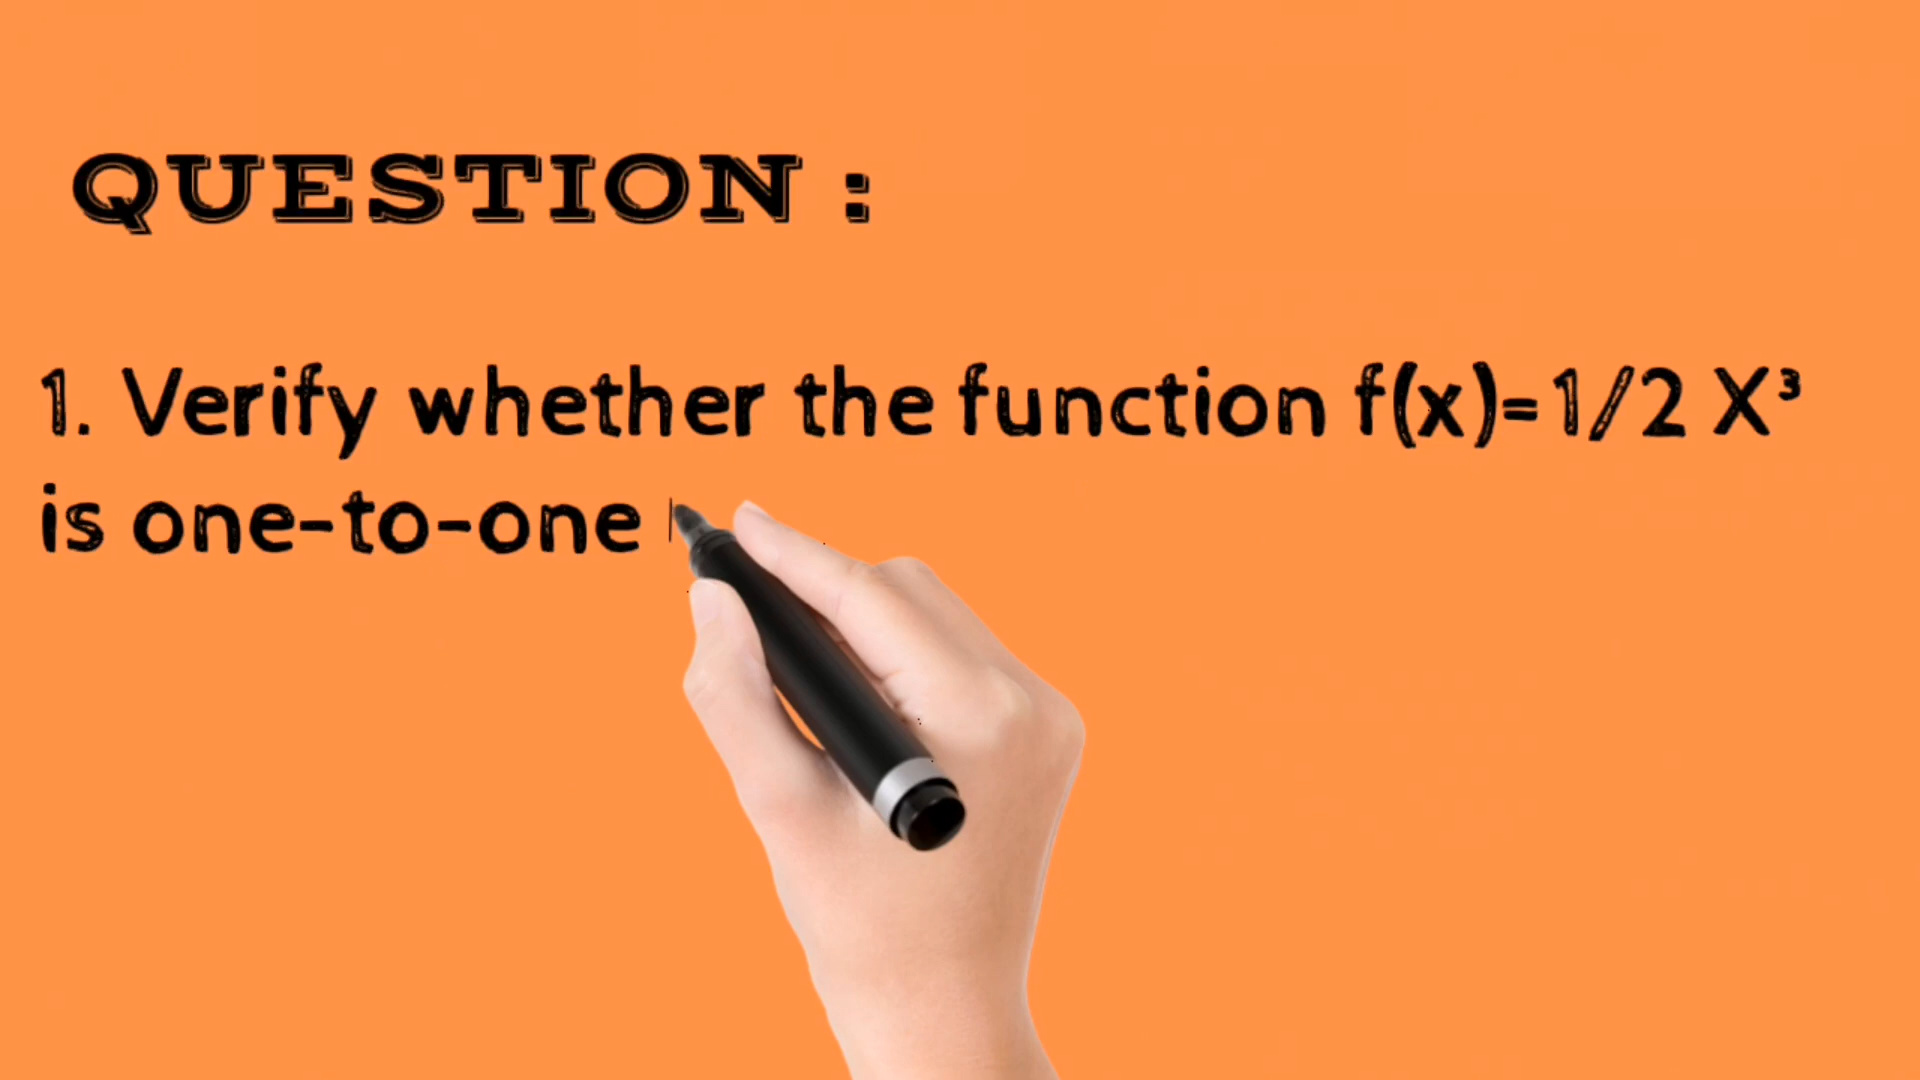 QUESTION :
1. Verify whether the function f(x)=1/2 X³
is one-to-one